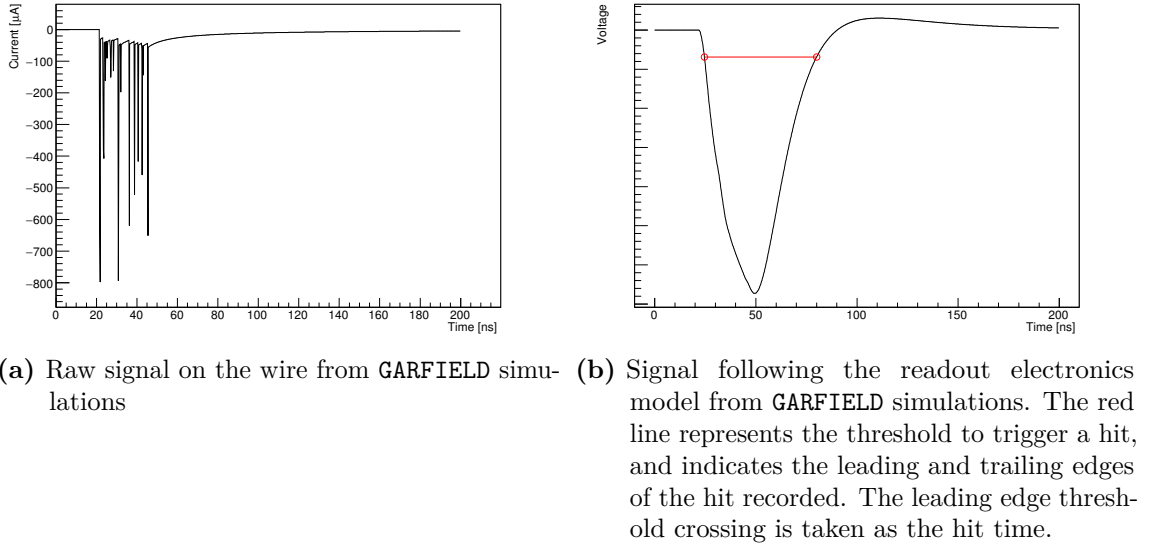 Current [μA]
0
−100
−200
−300
−400
−500
−600
−700
−800
0 20 40 60 80 100 120 140 160 180 200
Time [ns]
Voltage
0 50 100 150 200
Time [ns]
(a) Raw signal on the wire from GARFIELD simu-
lations
(b) Signal following the readout electronics
model from GARFIELD simulations. The red
line represents the threshold to trigger a hit,
and indicates the leading and trailing edges
of the hit recorded. The leading edge thresh-
old crossing is taken as the hit time.